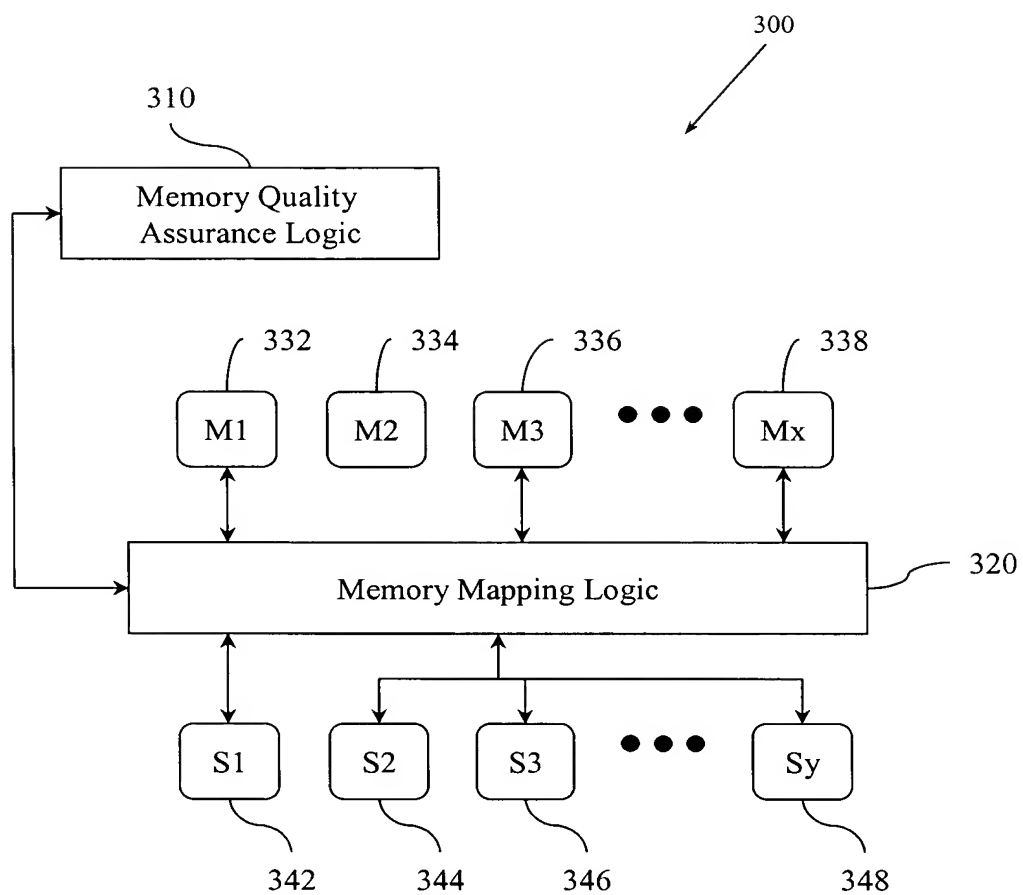 300
310
Memory Quality
Assurance Logic
332
334
336
338
M1
M2
M3
Mx
320
Memory Mapping Logic
S1
S2
S3
Sy
342
344
346
348